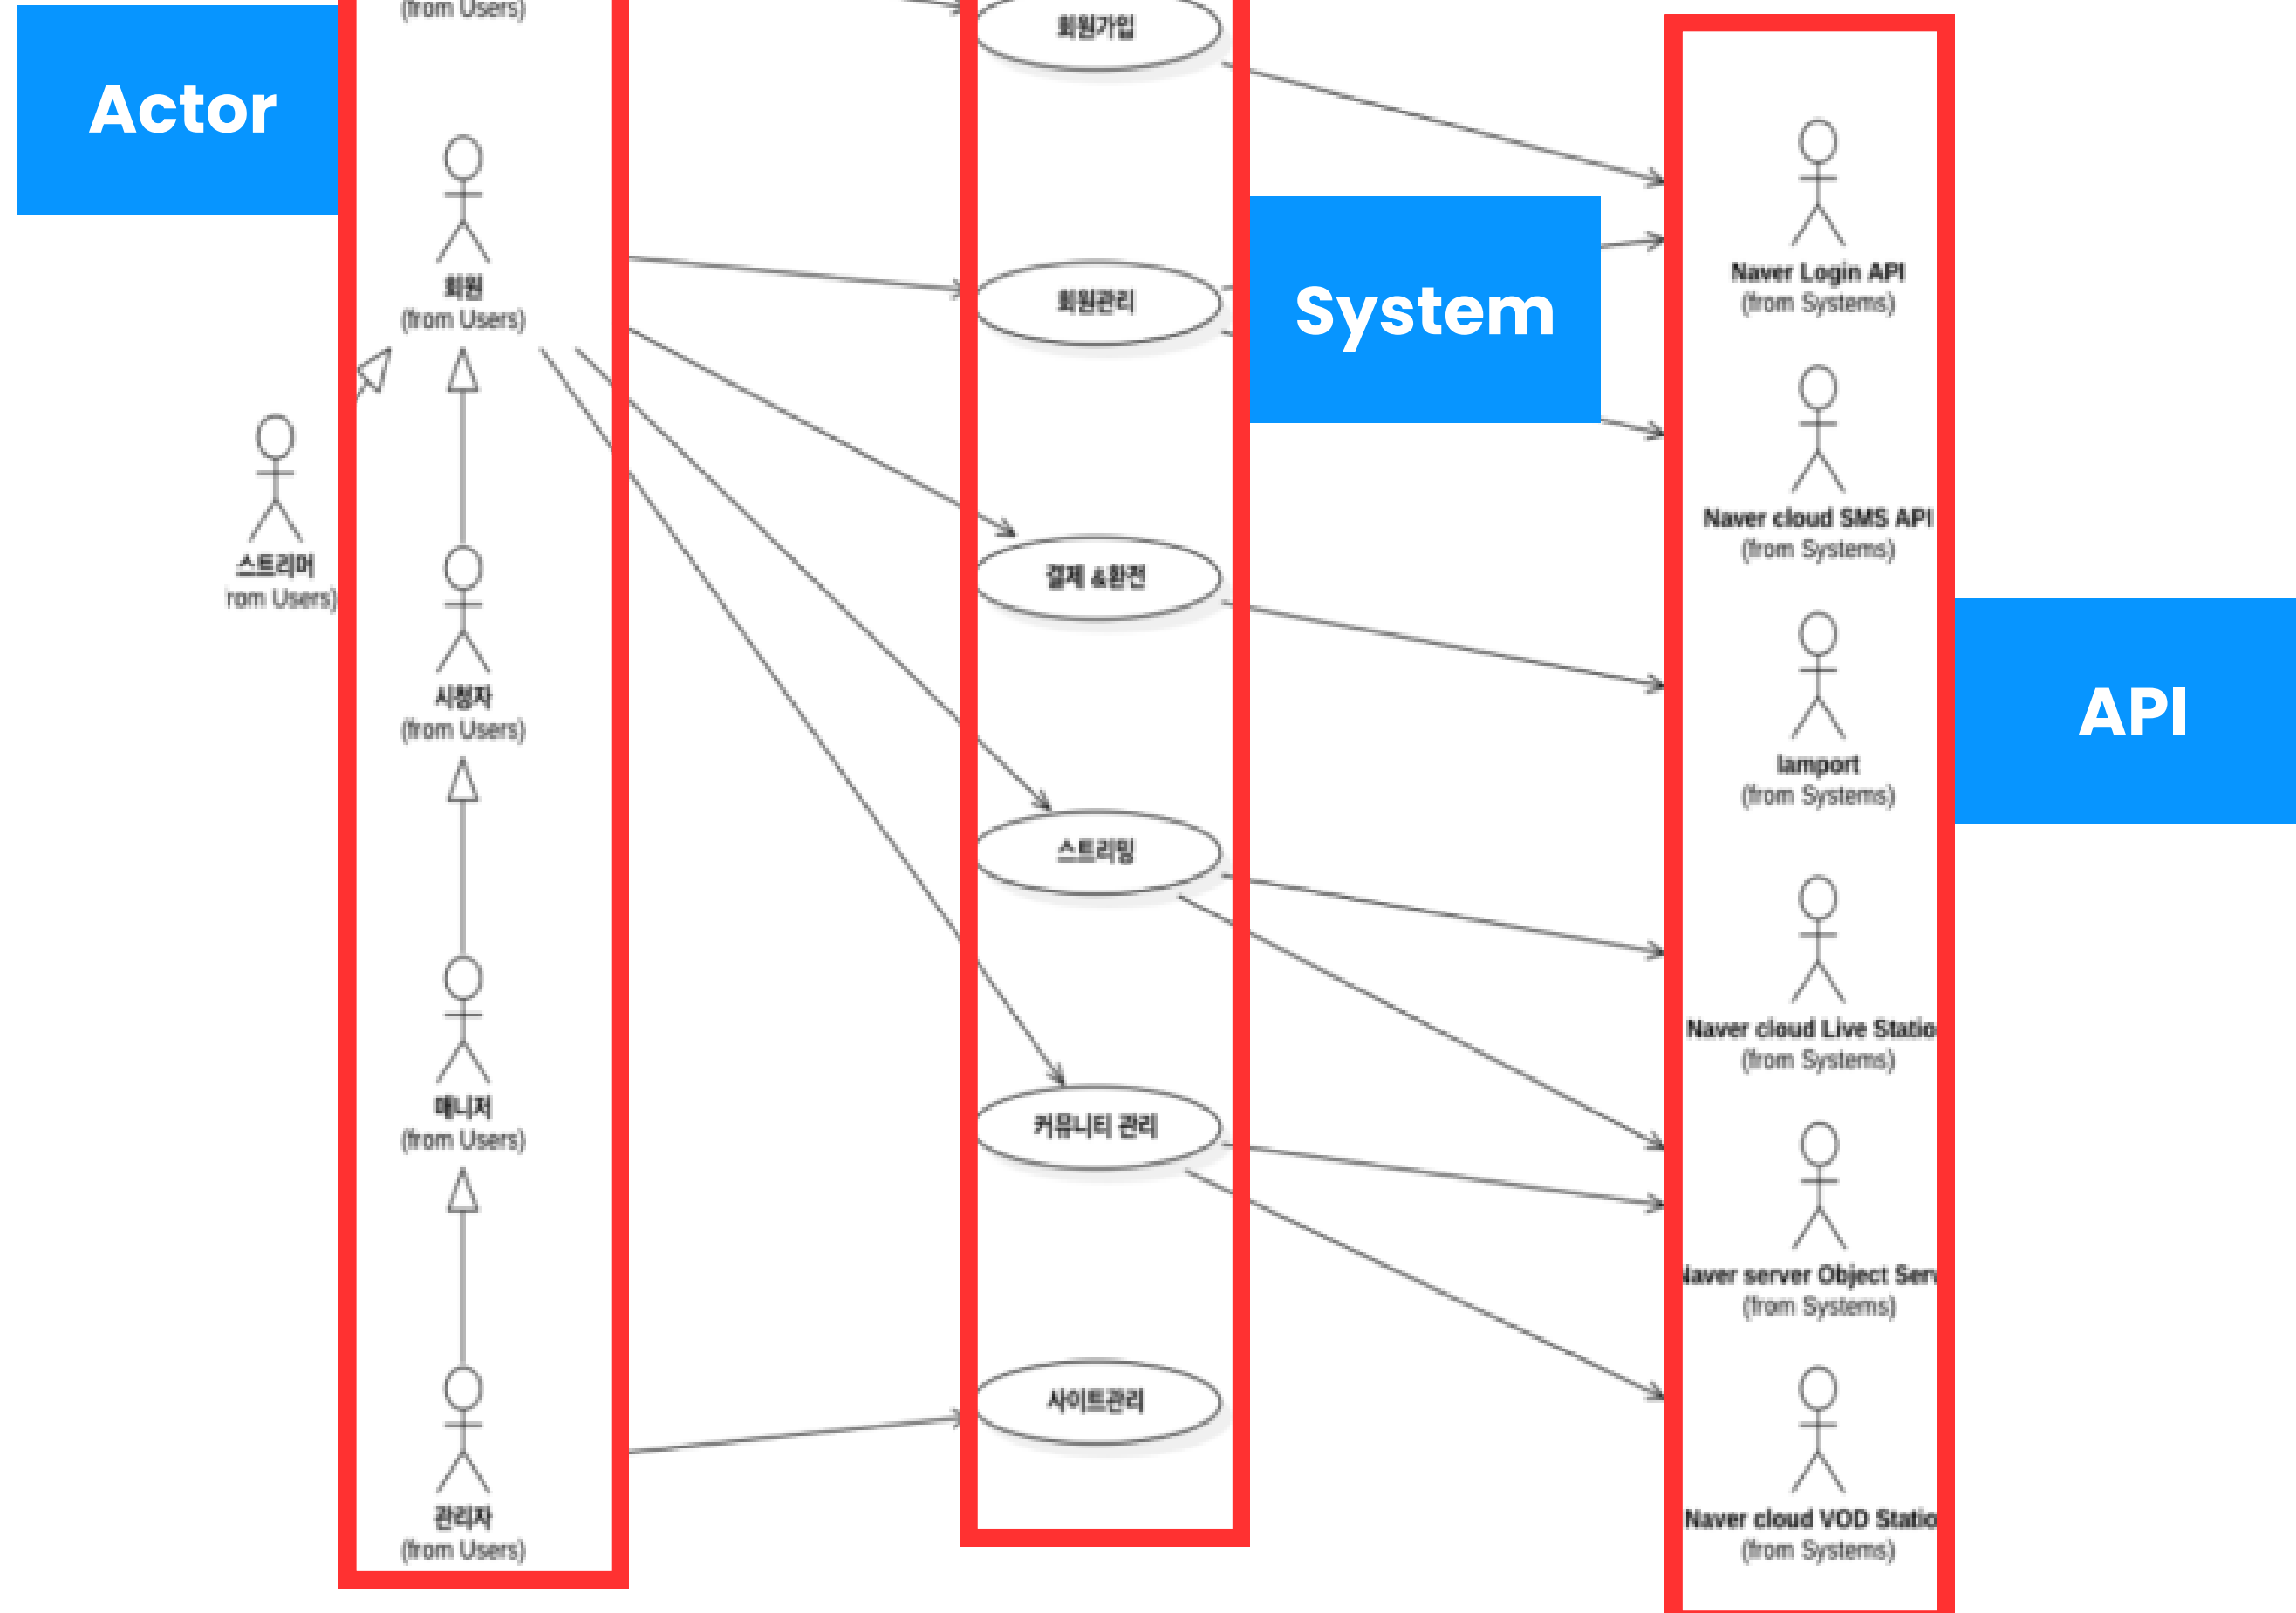 (from Users)
Actor
회원
(from Users)
스트리머
rom Users)
시청자
(from Users)
매니저
(from Users)
관리자
(from Users)
회원가입
회원관리
결제 &환전
스트리밍
커뮤니티 관리
사이트관리
System
Naver Login API
(from Systems)
Naver cloud SMS API
(from Systems)
Iamport
(from Systems)
Naver cloud Live Statio
(from Systems)
Naver server Object Serv
(from Systems)
Naver cloud VOD Statio
(from Systems)
API